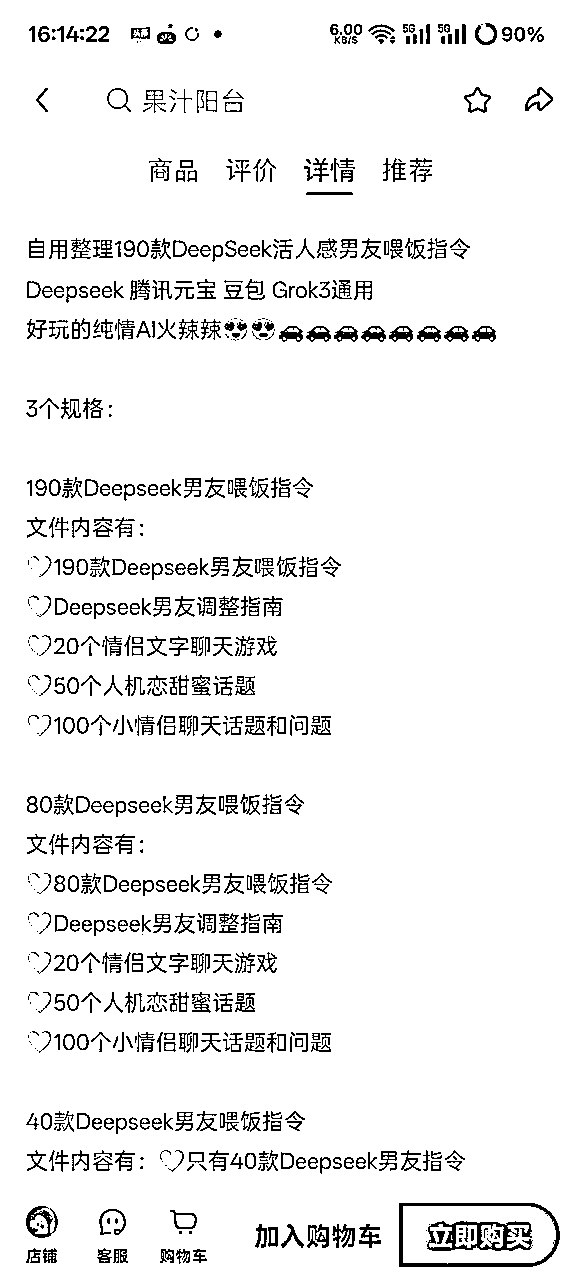 16:14:22
6.00 KB/S 5G 5G 90%
果汁阳台
商品 评价 详情 推荐
自用整理190款DeepSeek活人感男友喂饭指令
Deepseek 腾讯元宝 豆包 Grok3通用
好玩的纯情AI火辣辣😍😍🚗🚗🚗🚗🚗🚗🚗🚗
3个规格：
190款Deepseek男友喂饭指令
文件内容有：
♡190款Deepseek男友喂饭指令
♡Deepseek男友调整指南
♡20个情侣文字聊天游戏
♡50个人机恋甜蜜话题
♡100个小情侣聊天话题和问题
80款Deepseek男友喂饭指令
文件内容有：
♡80款Deepseek男友喂饭指令
♡Deepseek男友调整指南
♡20个情侣文字聊天游戏
♡50个人机恋甜蜜话题
♡100个小情侣聊天话题和问题
40款Deepseek男友喂饭指令
文件内容有：♡只有40款Deepseek男友指令
店铺 客服 购物车 加入购物车 立即购买